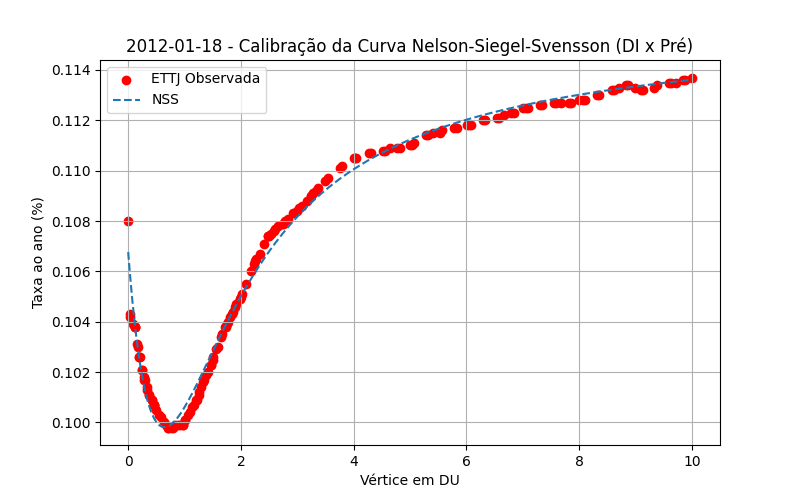 2012-01-18 - Calibração da Curva Nelson-Siegel-Svensson (DI x Pré)
ETTJ Observada
NSS
Taxa ao ano (%)
0.114
0.112
0.110
0.108
0.106
0.104
0.102
0.100
0 2 4 6 8 10
Vértice em DU